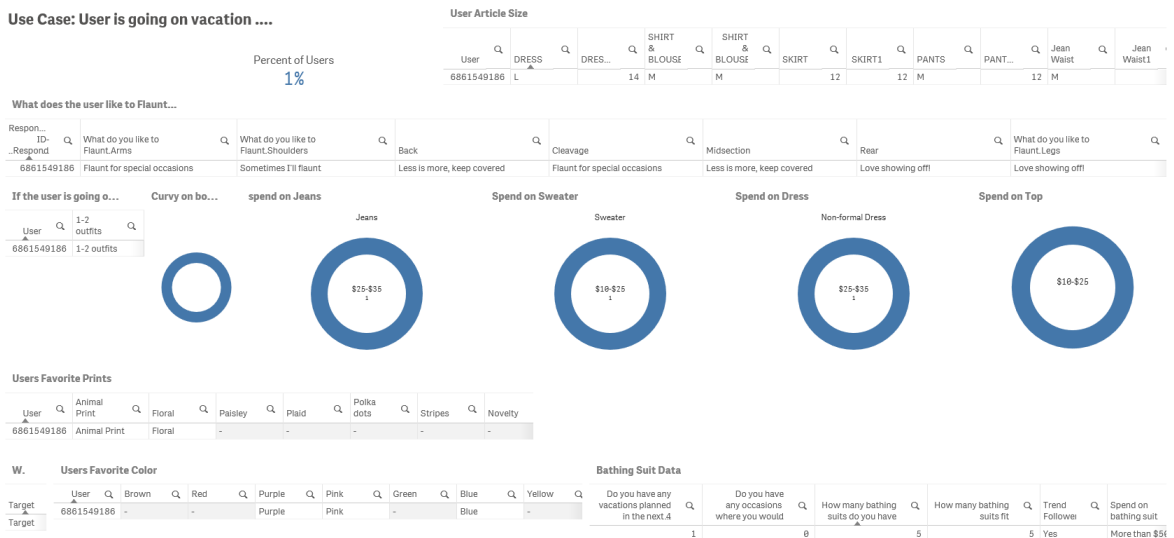 Use Case: User is going on vacation ....
Percent of Users
1%
User Article Size
User DRESS DRES... SHIRT & BLOUSE SHIRT & BLOUSE SKIRT SKIRT1 PANTS PANT... Jean Waist Jean Waist1
6861549186 L 14 M M 12 12 M 12 M
What does the user like to Flaunt...
Respon... ID- _Respond What do you like to Flaunt.Arms What do you like to Flaunt.Shoulders Back Cleavage Midsection Rear What do you like to Flaunt.Legs
6861549186 Flaunt for special occasions Sometimes I'll flaunt Less is more, keep covered Flaunt for special occasions Less is more, keep covered Love showing off! Love showing off!
If the user is going o...
User 1-2 outfits
6861549186 1-2 outfits
Curvy on bo...
spend on Jeans
Jeans
$25-$35
1
Spend on Sweater
Sweater
$10-$25
1
Spend on Dress
Non-formal Dress
$25-$35
1
Spend on Top
$10-$25
Users Favorite Prints
User Animal Print Floral Paisley Plaid Polka dots Stripes Novelty
6861549186 Animal Print Floral - - - - -
W.
Target
Target
Users Favorite Color
User Brown Red Purple Pink Green Blue Yellow
6861549186 - - Purple Pink - Blue -
Bathing Suit Data
Do you have any vacations planned in the next.4 Do you have any occasions where you would How many bathing suits do you have How many bathing suits fit Trend Follower Spend on bathing suit
1 0 5 5 Yes More than $50